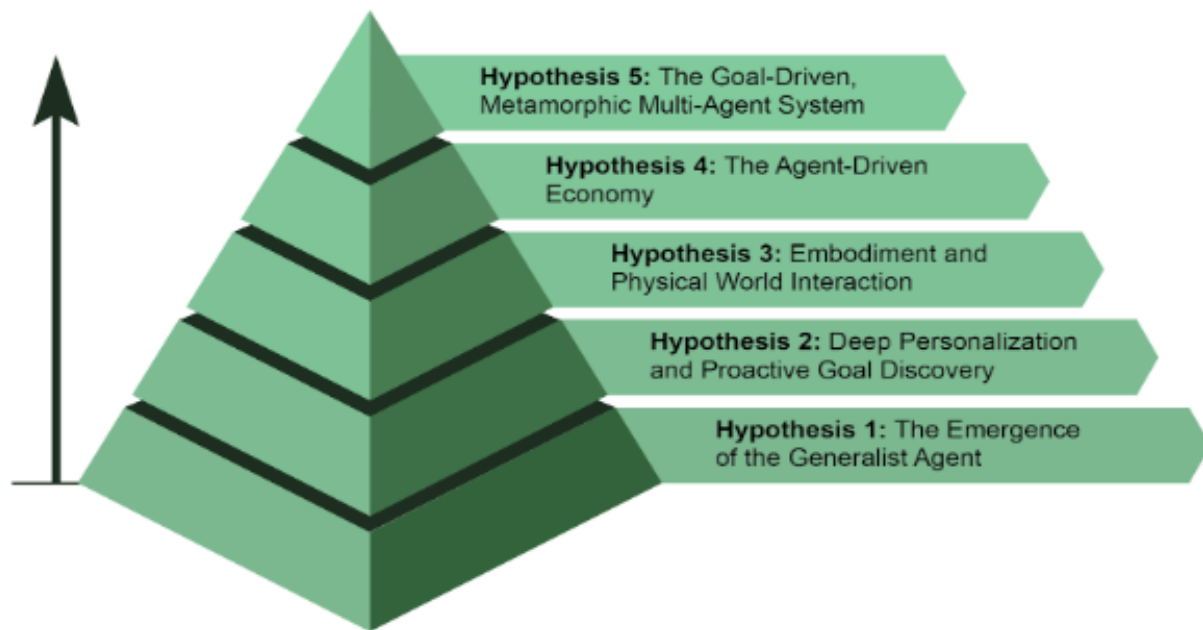 Hypothesis 5: The Goal-Driven,
Metamorphic Multi-Agent System
Hypothesis 4: The Agent-Driven
Economy
Hypothesis 3: Embodiment and
Physical World Interaction
Hypothesis 2: Deep Personalization
and Proactive Goal Discovery
Hypothesis 1: The Emergence
of the Generalist Agent